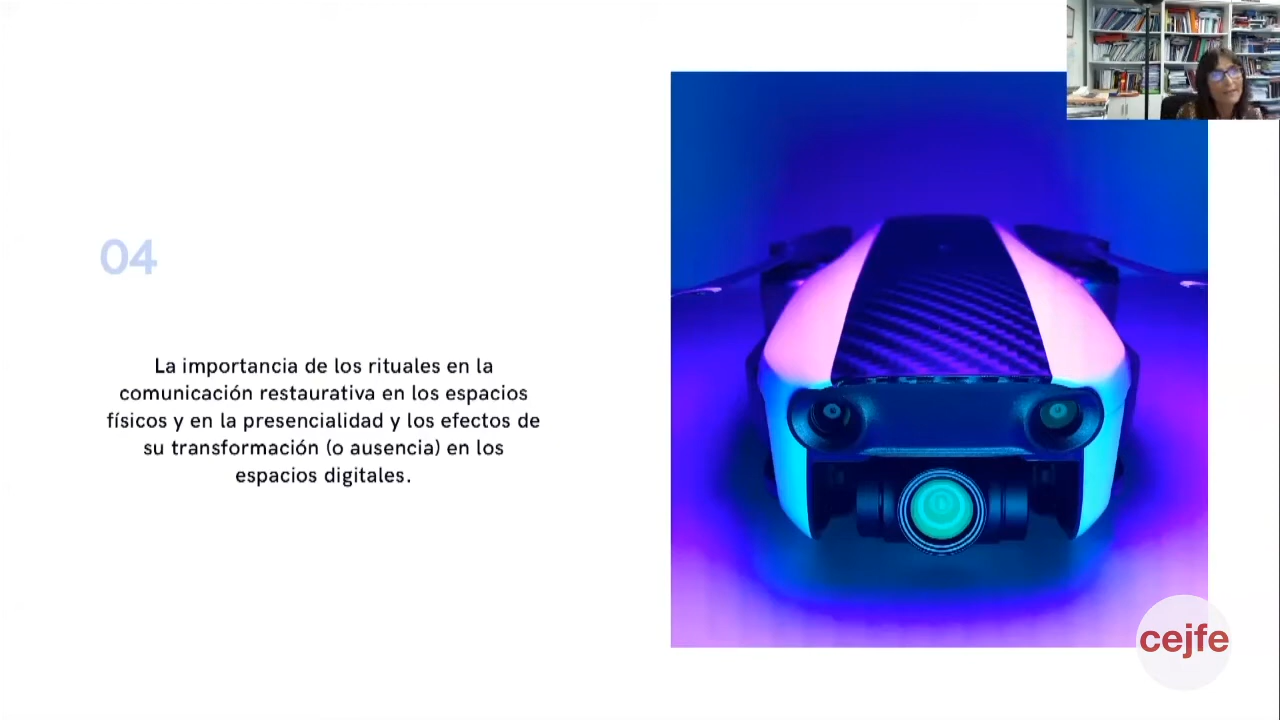 04
La importancia de los rituales en la
comunicación restaurativa en los espacios
físicos y en la presencialidad y los efectos de
su transformación (o ausencia) en los
espacios digitales.
cejfe